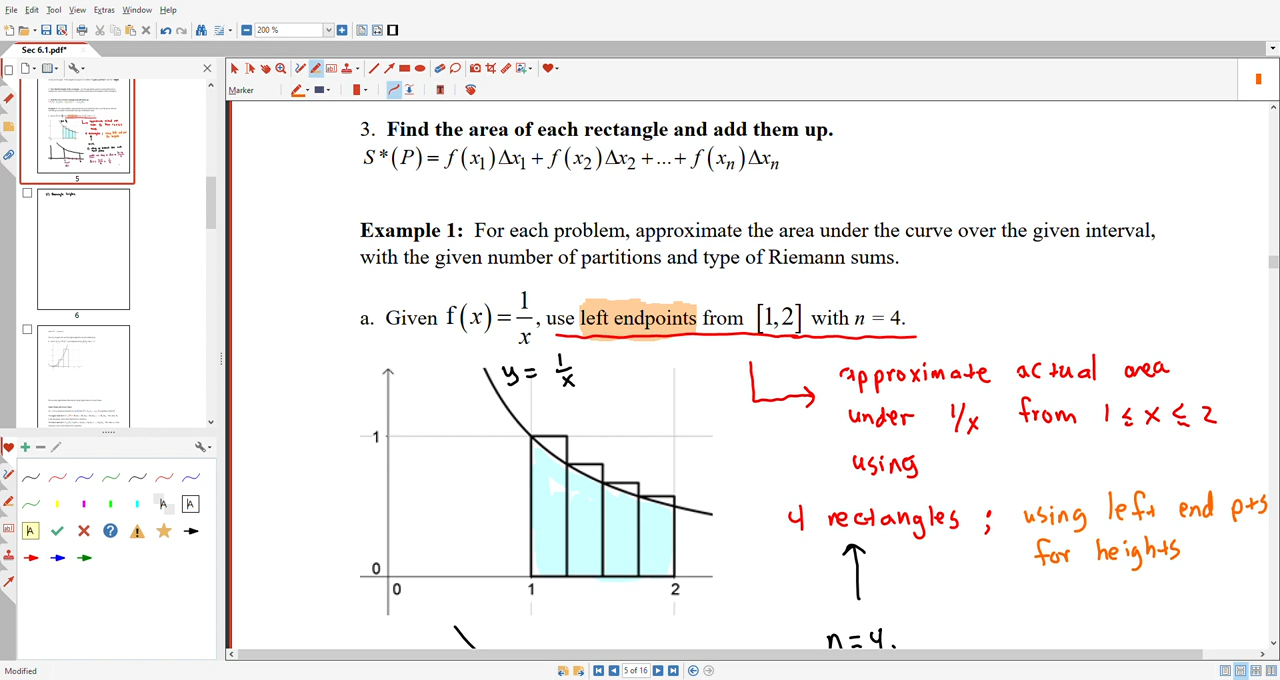 File Edit Tool View Extras Window Help
200 %
Sec 6.1.pdf*
Marker
5
6
3. Find the area of each rectangle and add them up.
S*(P) = f(x₁)Δx₁ + f(x₂)Δx₂ + ... + f(xₙ)Δxₙ
Example 1: For each problem, approximate the area under the curve over the given interval,
with the given number of partitions and type of Riemann sums.
a. Given f(x) = 1/x, use left endpoints from [1,2] with n = 4.
y = 1/x
approximate actual area
under 1/x from 1 ≤ x ≤ 2
using
4 rectangles ; using left end pts
for heights
1
0
0
1
2
n=4.
Modified
5 of 16